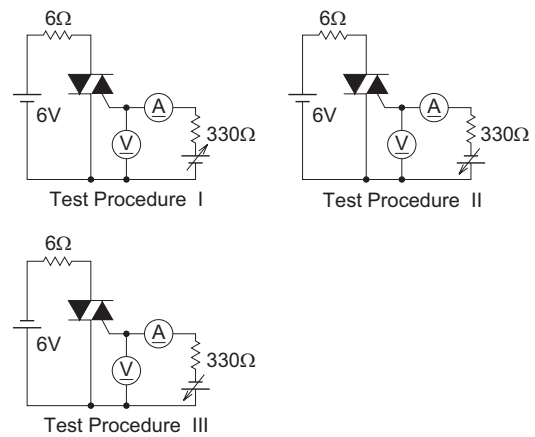 6Ω
6V
A
V
330Ω
Test Procedure I
6Ω
6V
A
V
330Ω
Test Procedure II
6Ω
6V
A
V
330Ω
Test Procedure III